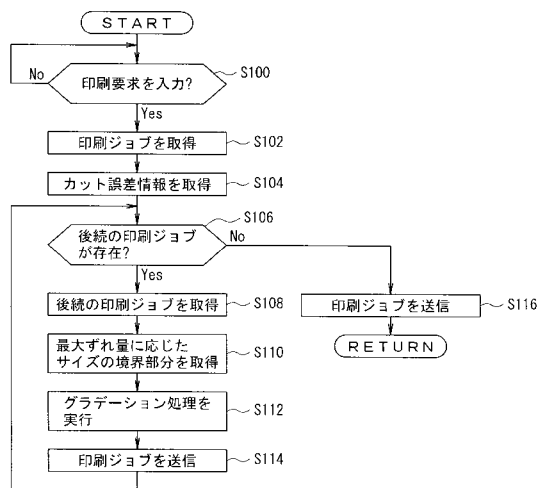 START
印刷要求を入力?
S100
No
Yes
印刷ジョブを取得
S102
カット誤差情報を取得
S104
後続の印刷ジョブ
が存在?
S106
No
Yes
後続の印刷ジョブを取得
S108
印刷ジョブを送信
S116
RETURN
最大ずれ量に応じた
サイズの境界部分を取得
S110
グラデーション処理を
実行
S112
印刷ジョブを送信
S114